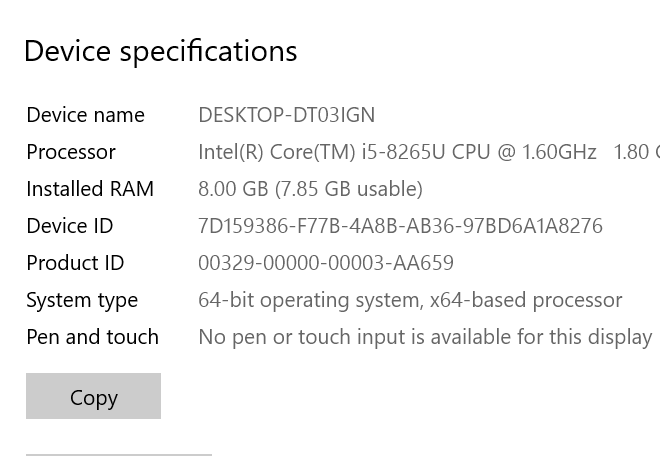 Device specifications
Device name DESKTOP-DT03IGN
Processor Intel(R) Core(TM) i5-8265U CPU @ 1.60GHz 1.80
Installed RAM 8.00 GB (7.85 GB usable)
Device ID 7D159386-F77B-4A8B-AB36-97BD6A1A8276
Product ID 00329-00000-00003-AA659
System type 64-bit operating system, x64-based processor
Pen and touch No pen or touch input is available for this display
Copy